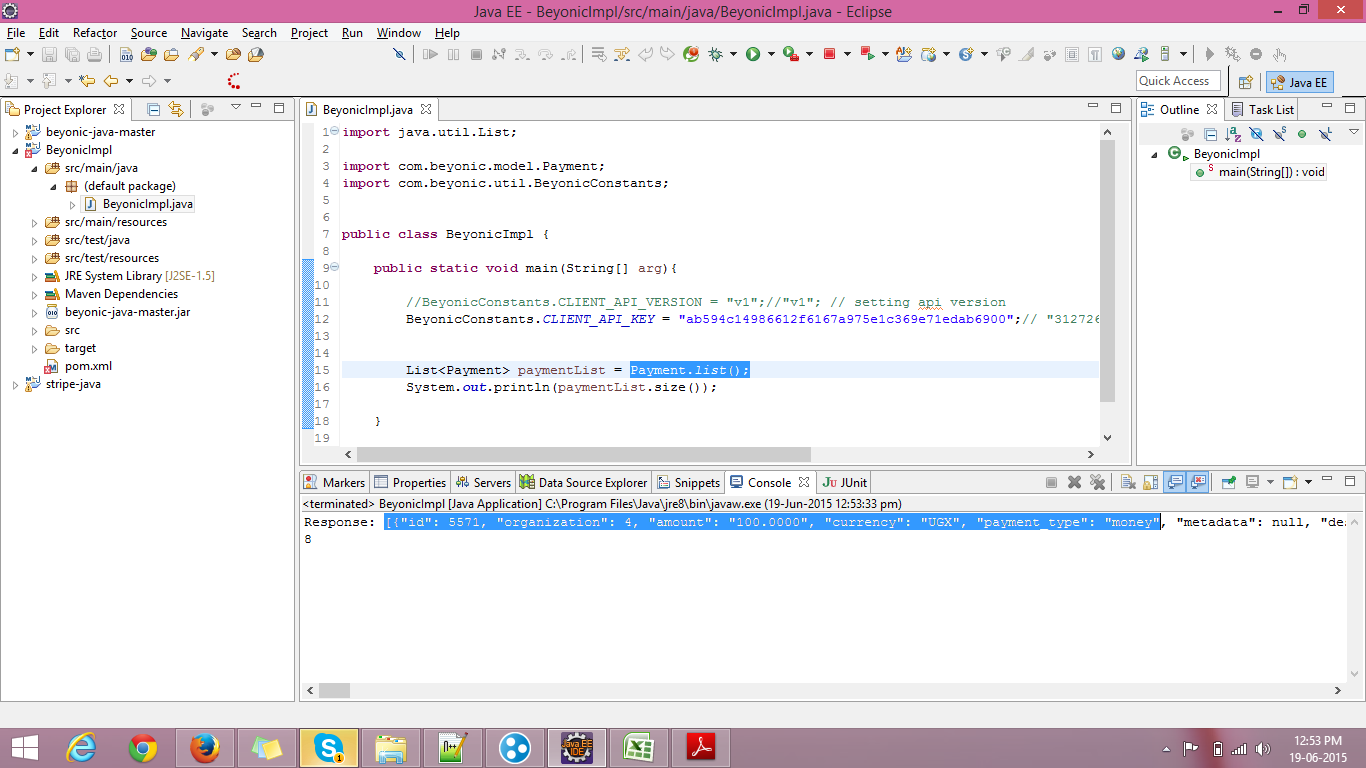 Java EE - BeyonicImpl/src/main/java/BeyonicImpl.java - Eclipse
File Edit Refactor Source Navigate Search Project Run Window Help
Quick Access
Java EE
Project Explorer
beyonic-java-master
BeyonicImpl
src/main/java
(default package)
BeyonicImpl.java
src/main/resources
src/test/java
src/test/resources
JRE System Library [J2SE-1.5]
Maven Dependencies
beyonic-java-master.jar
src
target
pom.xml
stripe-java
BeyonicImpl.java
1 import java.util.List;
2
3 import com.beyonic.model.Payment;
4 import com.beyonic.util.BeyonicConstants;
5
6
7 public class BeyonicImpl {
8
9 public static void main(String[] arg){
10
11 //BeyonicConstants.CLIENT_API_VERSION = "v1";//"v1"; // setting api version
12 BeyonicConstants.CLIENT_API_KEY = "ab594c14986612f6167a975e1c369e71edab6900";// "312726
13
14
15 List<Payment> paymentList = Payment.list();
16 System.out.println(paymentList.size());
17
18 }
19
Outline Task List
BeyonicImpl
main(String[]) : void
Markers Properties Servers Data Source Explorer Snippets Console JUnit
<terminated> BeyonicImpl [Java Application] C:\Program Files\Java\jre8\bin\javaw.exe (19-Jun-2015 12:53:33 pm)
Response: [{"id": 5571, "organization": 4, "amount": "100.0000", "currency": "UGX", "payment_type": "money", "metadata": null, "de
8
12:53 PM
19-06-2015